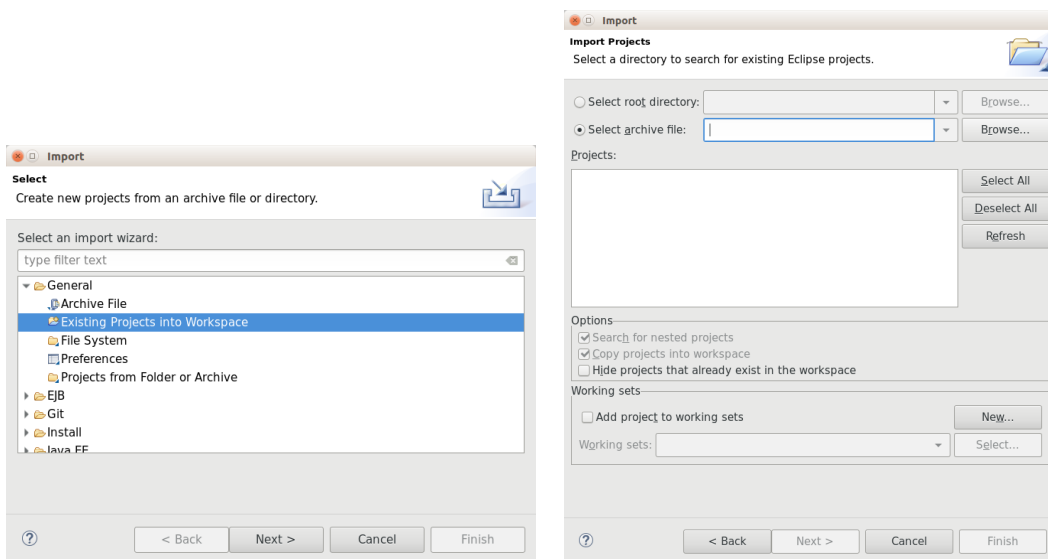 Import
Select
Create new projects from an archive file or directory.
Select an import wizard:
type filter text
General
Archive File
Existing Projects into Workspace
File System
Preferences
Projects from Folder or Archive
EJB
Git
Install
Java EE
< Back Next > Cancel Finish
Import
Import Projects
Select a directory to search for existing Eclipse projects.
Select root directory: Browse...
Select archive file: Browse...
Projects:
Select All
Deselect All
Refresh
Options
Search for nested projects
Copy projects into workspace
Hide projects that already exist in the workspace
Working sets
Add project to working sets New...
Working sets: Select...
< Back Next > Cancel Finish